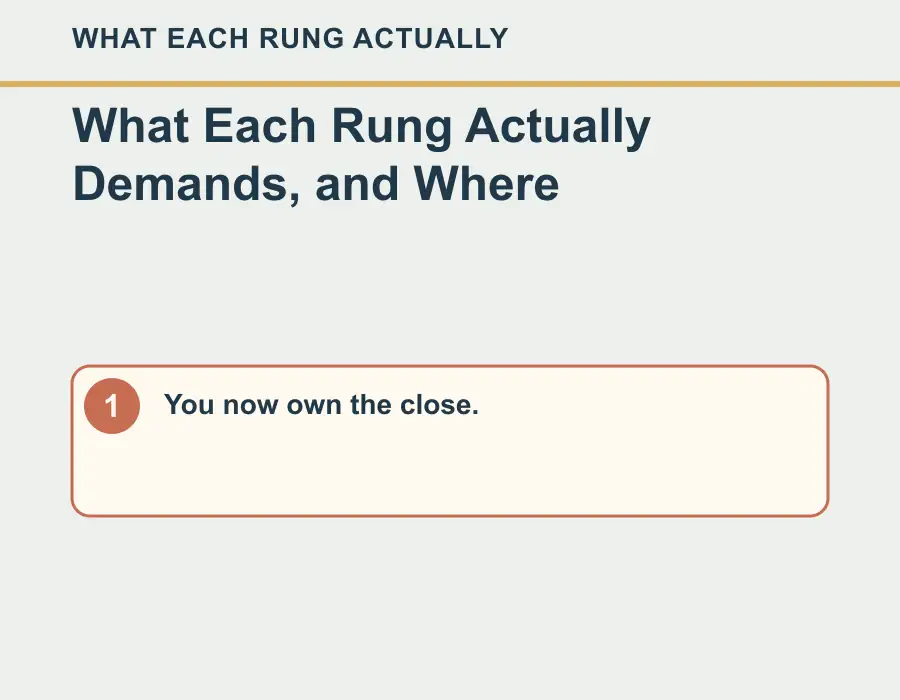 WHAT EACH RUNG ACTUALLY
What Each Rung Actually
Demands, and Where
1
You now own the close.